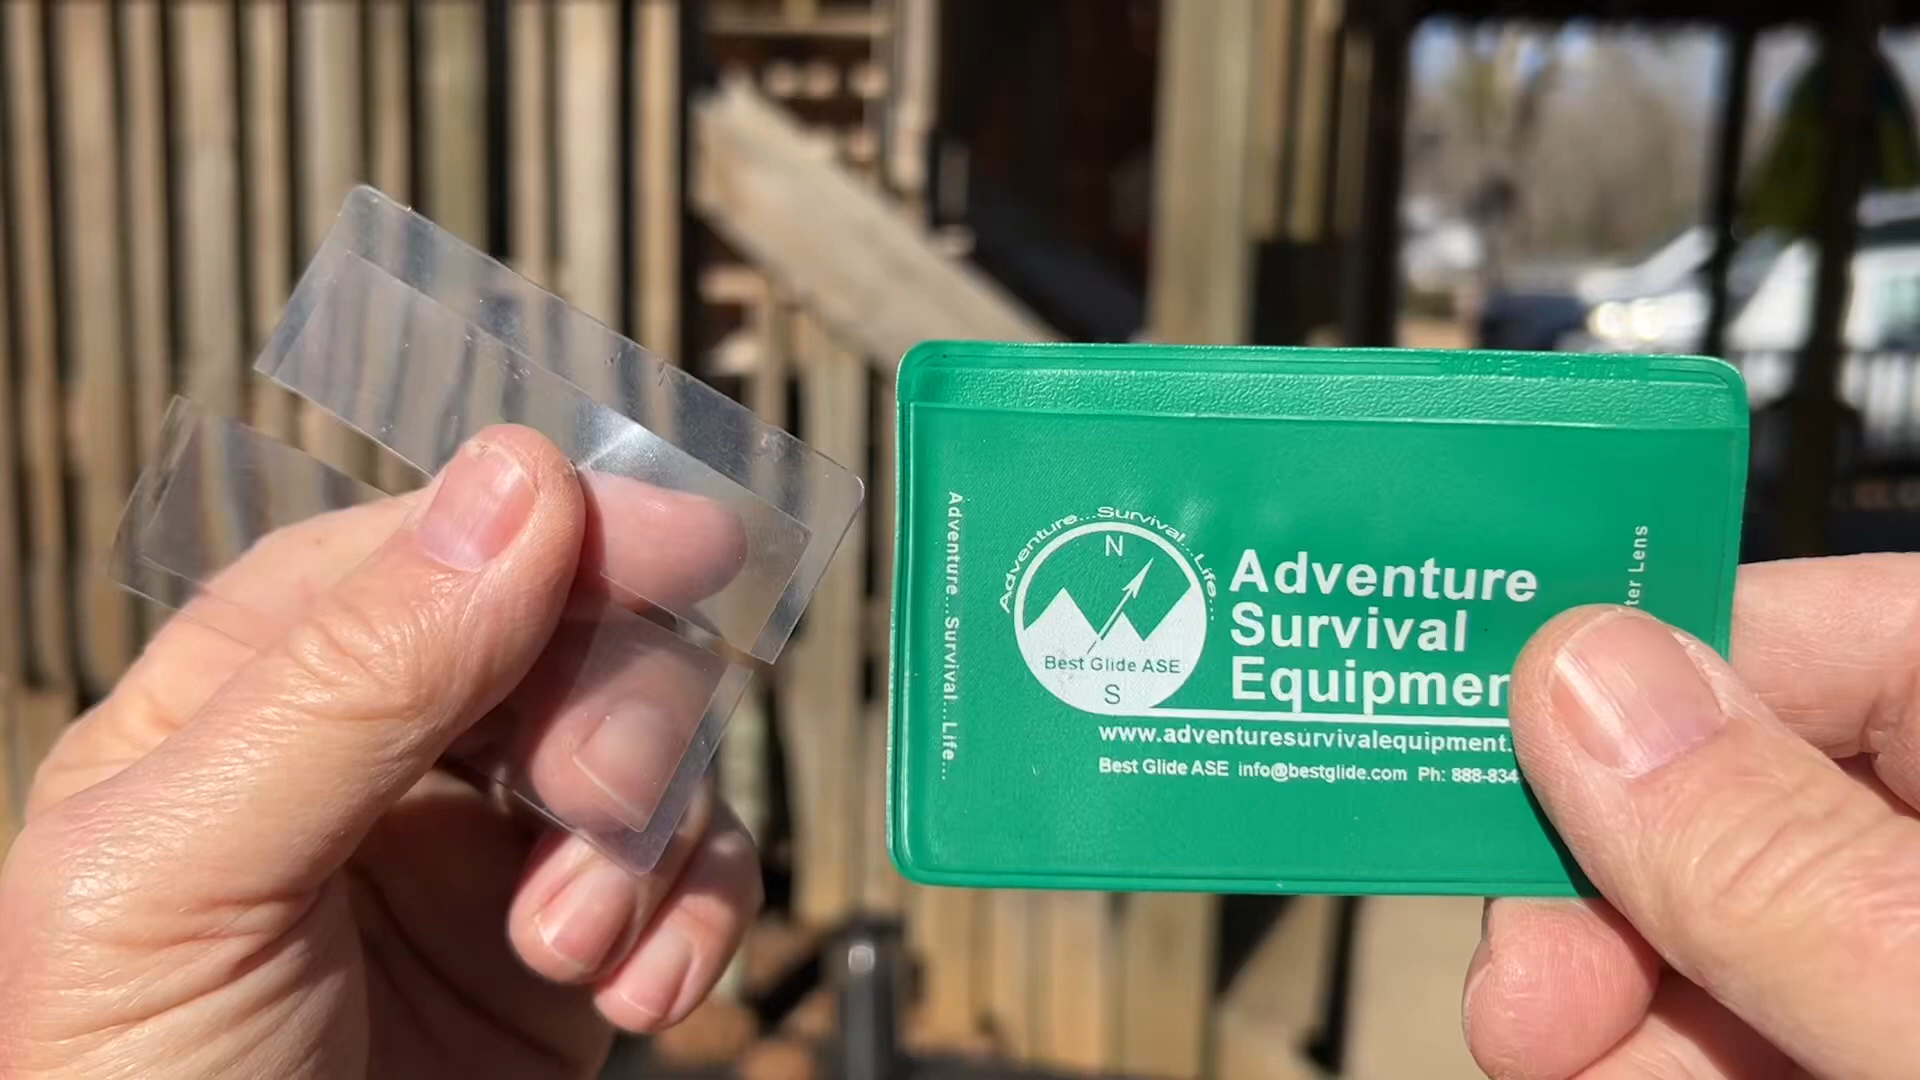 Adventure...Survival...Life...
Adventure...Survival...Life...
N
Best Glide ASE
S
Adventure
Survival
Equipmen
www.adventuresurvivalequipment.
Best Glide ASE info@bestglide.com Ph: 888-834
ter Lens